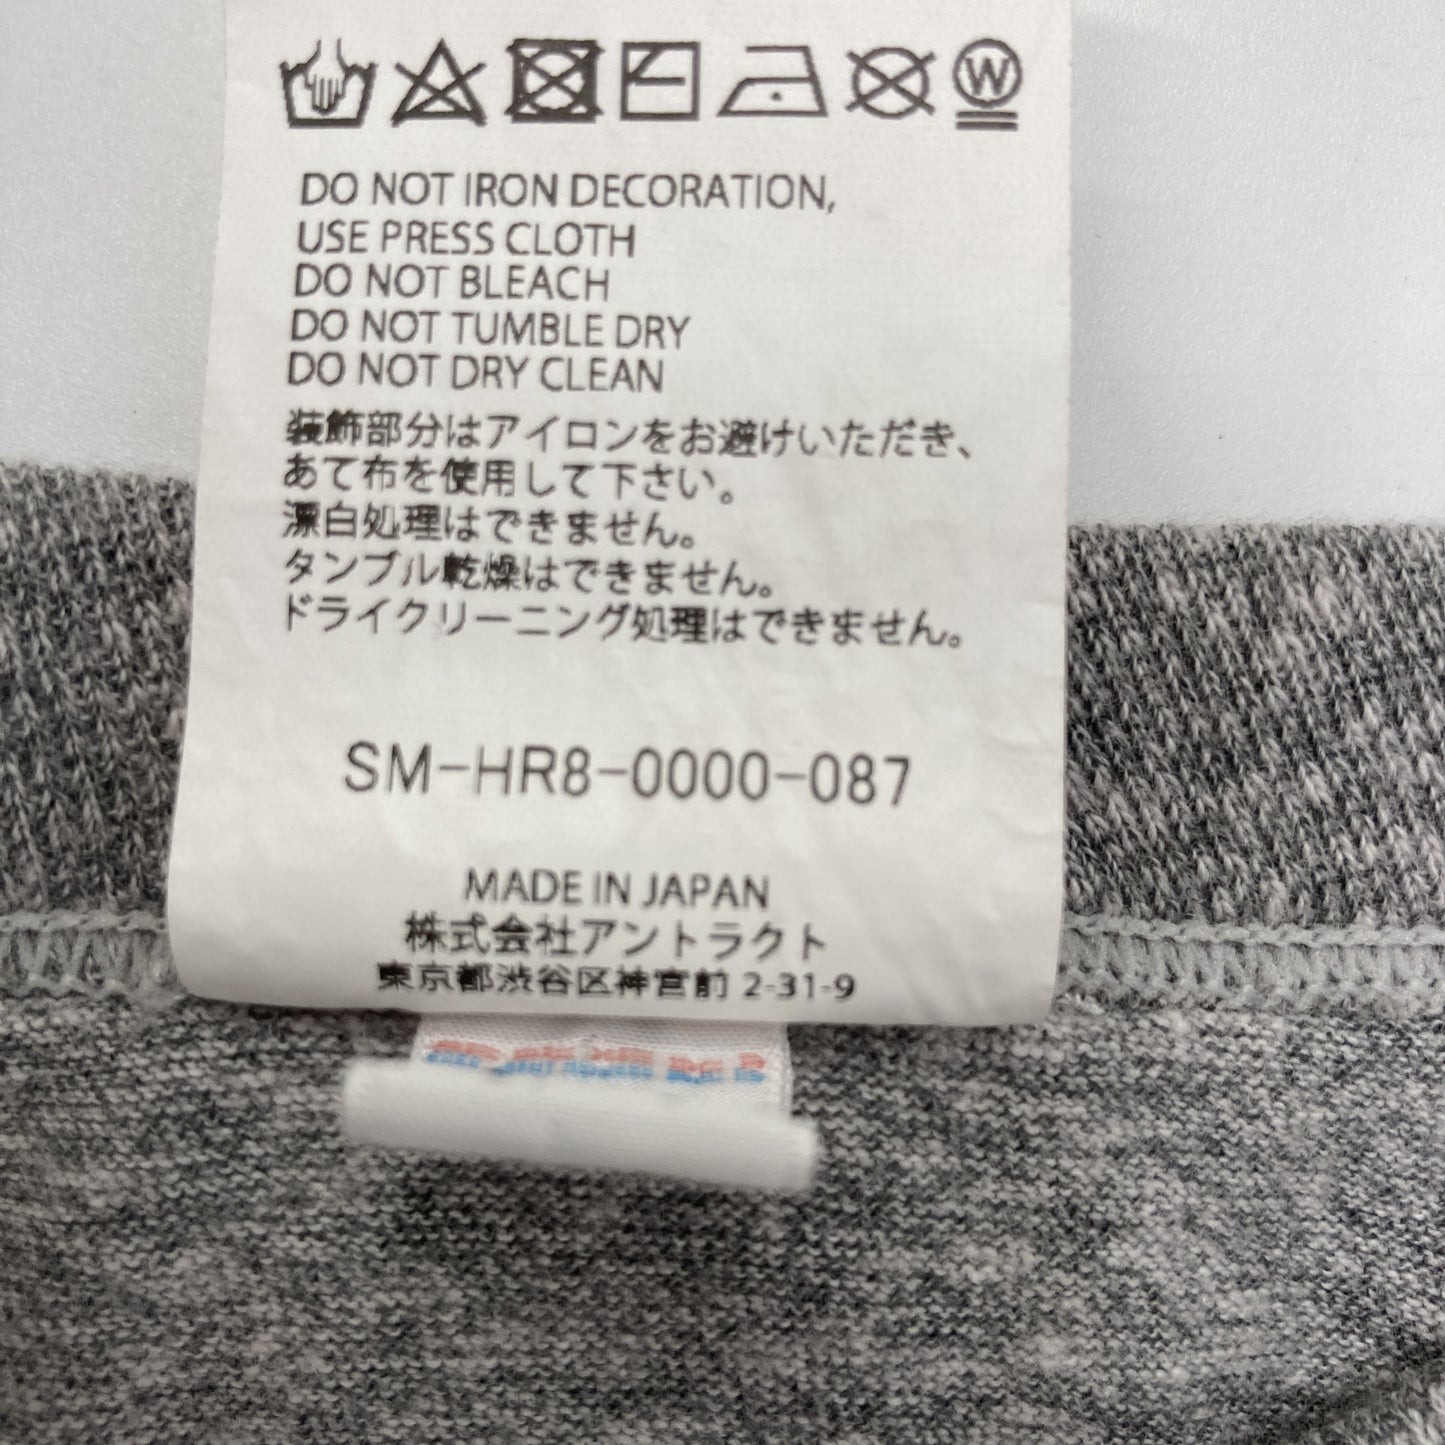 W
DO NOT IRON DECORATION,
USE PRESS CLOTH
DO NOT BLEACH
DO NOT TUMBLE DRY
DO NOT DRY CLEAN
装飾部分はアイロンをお避けいただき、
あて布を使用して下さい。
漂白処理はできません。
タンブル乾燥はできません。
ドライクリーニング処理はできません。
SM-HR8-0000-087
MADE IN JAPAN
株式会社アントラクト
東京都渋谷区神宮前 2-31-9